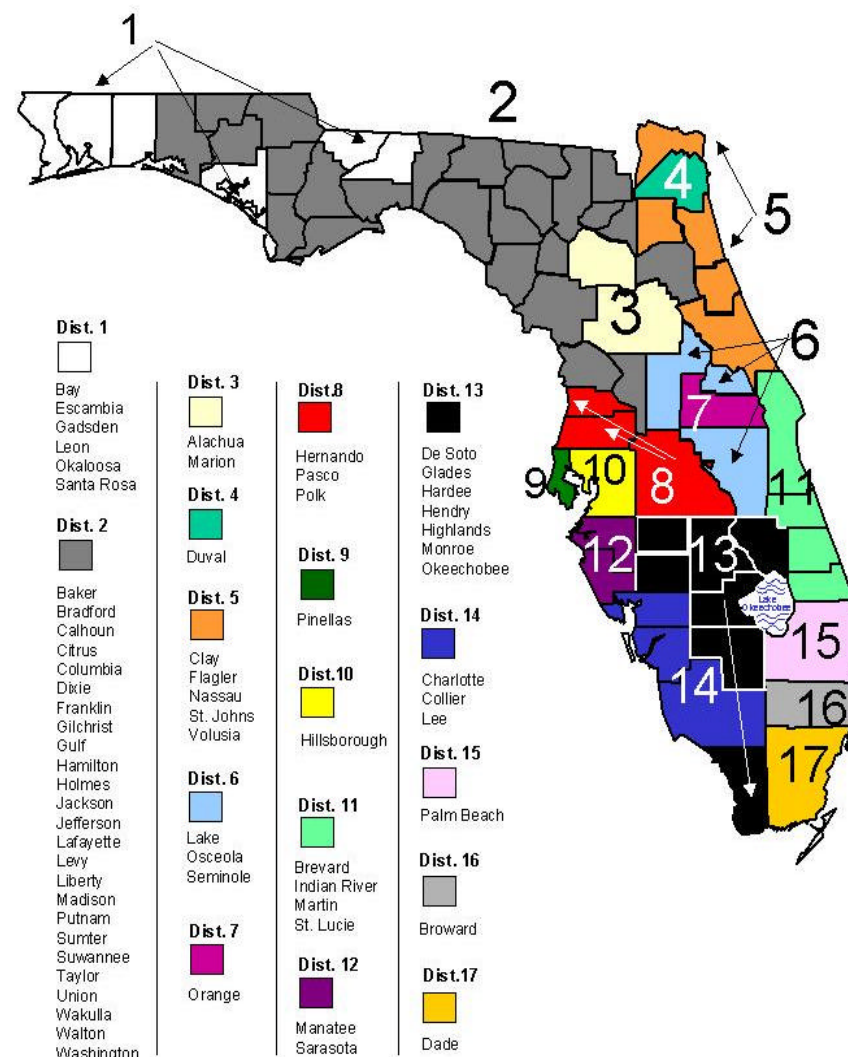 1
2
4
5
3
6
7
8
9
10
11
12
13
Lake
Okeechobee
14
15
16
17
Dist. 1
Bay
Escambia
Gadsden
Leon
Okaloosa
Santa Rosa
Dist. 2
Baker
Bradford
Calhoun
Citrus
Columbia
Dixie
Franklin
Gilchrist
Gulf
Hamilton
Holmes
Jackson
Jefferson
Lafayette
Levy
Liberty
Madison
Putnam
Sumter
Suwannee
Taylor
Union
Wakulla
Walton
Washington
Dist. 3
Alachua
Marion
Dist. 4
Duval
Dist. 5
Clay
Flagler
Nassau
St. Johns
Volusia
Dist. 6
Lake
Osceola
Seminole
Dist. 7
Orange
Dist.8
Hernando
Pasco
Polk
Dist. 9
Pinellas
Dist.10
Hillsborough
Dist. 11
Brevard
Indian River
Martin
St. Lucie
Dist. 12
Manatee
Sarasota
Dist. 13
De Soto
Glades
Hardee
Hendry
Highlands
Monroe
Okeechobee
Dist. 14
Charlotte
Collier
Lee
Dist. 15
Palm Beach
Dist. 16
Broward
Dist.17
Dade